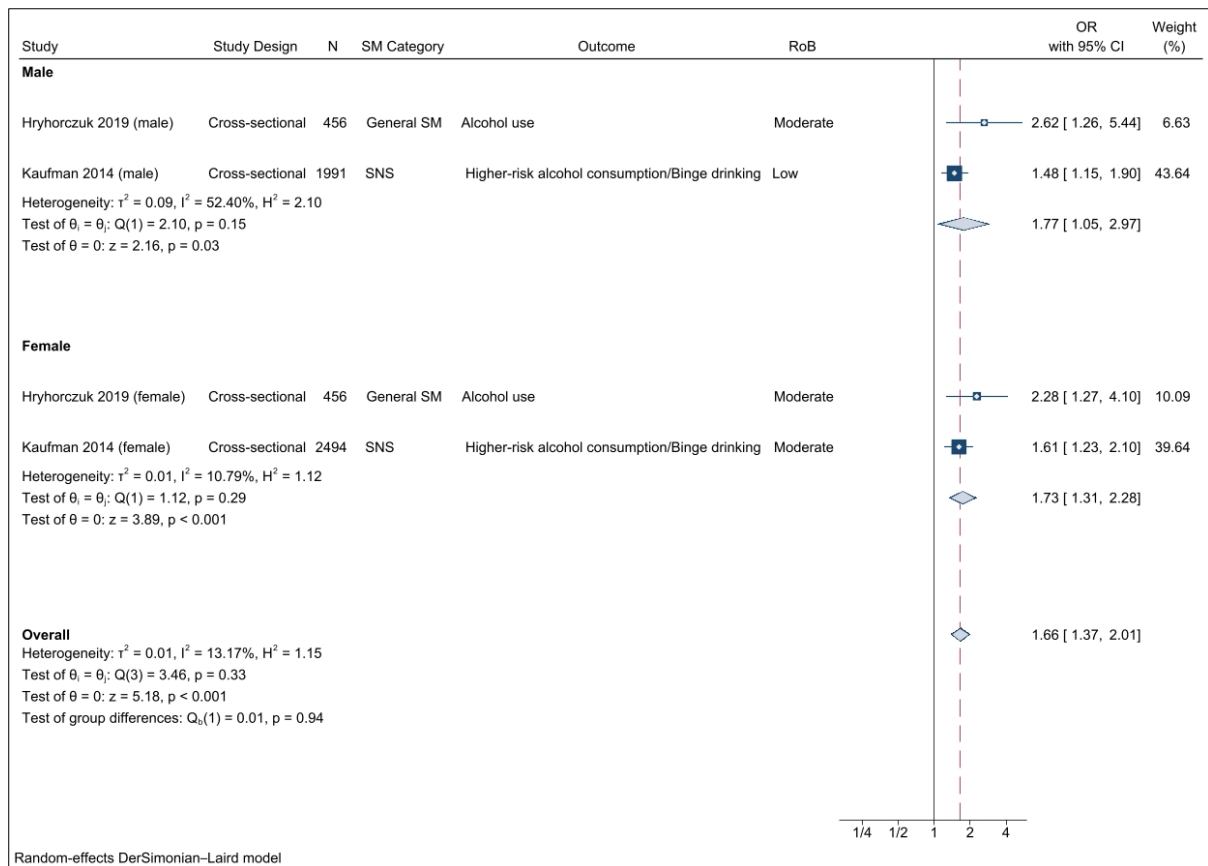 OR Weight
Study Study Design N SM Category Outcome RoB with 95% CI (%)
Male
Hryhorczuk 2019 (male) Cross-sectional 456 General SM Alcohol use Moderate 2.62 [ 1.26, 5.44] 6.63
Kaufman 2014 (male) Cross-sectional 1991 SNS Higher-risk alcohol consumption/Binge drinking Low 1.48 [ 1.15, 1.90] 43.64
Heterogeneity: τ² = 0.09, I² = 52.40%, H² = 2.10
Test of θᵢ = θⱼ: Q(1) = 2.10, p = 0.15 1.77 [ 1.05, 2.97]
Test of θ = 0: z = 2.16, p = 0.03
Female
Hryhorczuk 2019 (female) Cross-sectional 456 General SM Alcohol use Moderate 2.28 [ 1.27, 4.10] 10.09
Kaufman 2014 (female) Cross-sectional 2494 SNS Higher-risk alcohol consumption/Binge drinking Moderate 1.61 [ 1.23, 2.10] 39.64
Heterogeneity: τ² = 0.01, I² = 10.79%, H² = 1.12
Test of θᵢ = θⱼ: Q(1) = 1.12, p = 0.29 1.73 [ 1.31, 2.28]
Test of θ = 0: z = 3.89, p < 0.001
Overall 1.66 [ 1.37, 2.01]
Heterogeneity: τ² = 0.01, I² = 13.17%, H² = 1.15
Test of θᵢ = θⱼ: Q(3) = 3.46, p = 0.33
Test of θ = 0: z = 5.18, p < 0.001
Test of group differences: Q_b(1) = 0.01, p = 0.94
1/4 1/2 1 2 4
Random-effects DerSimonian–Laird model